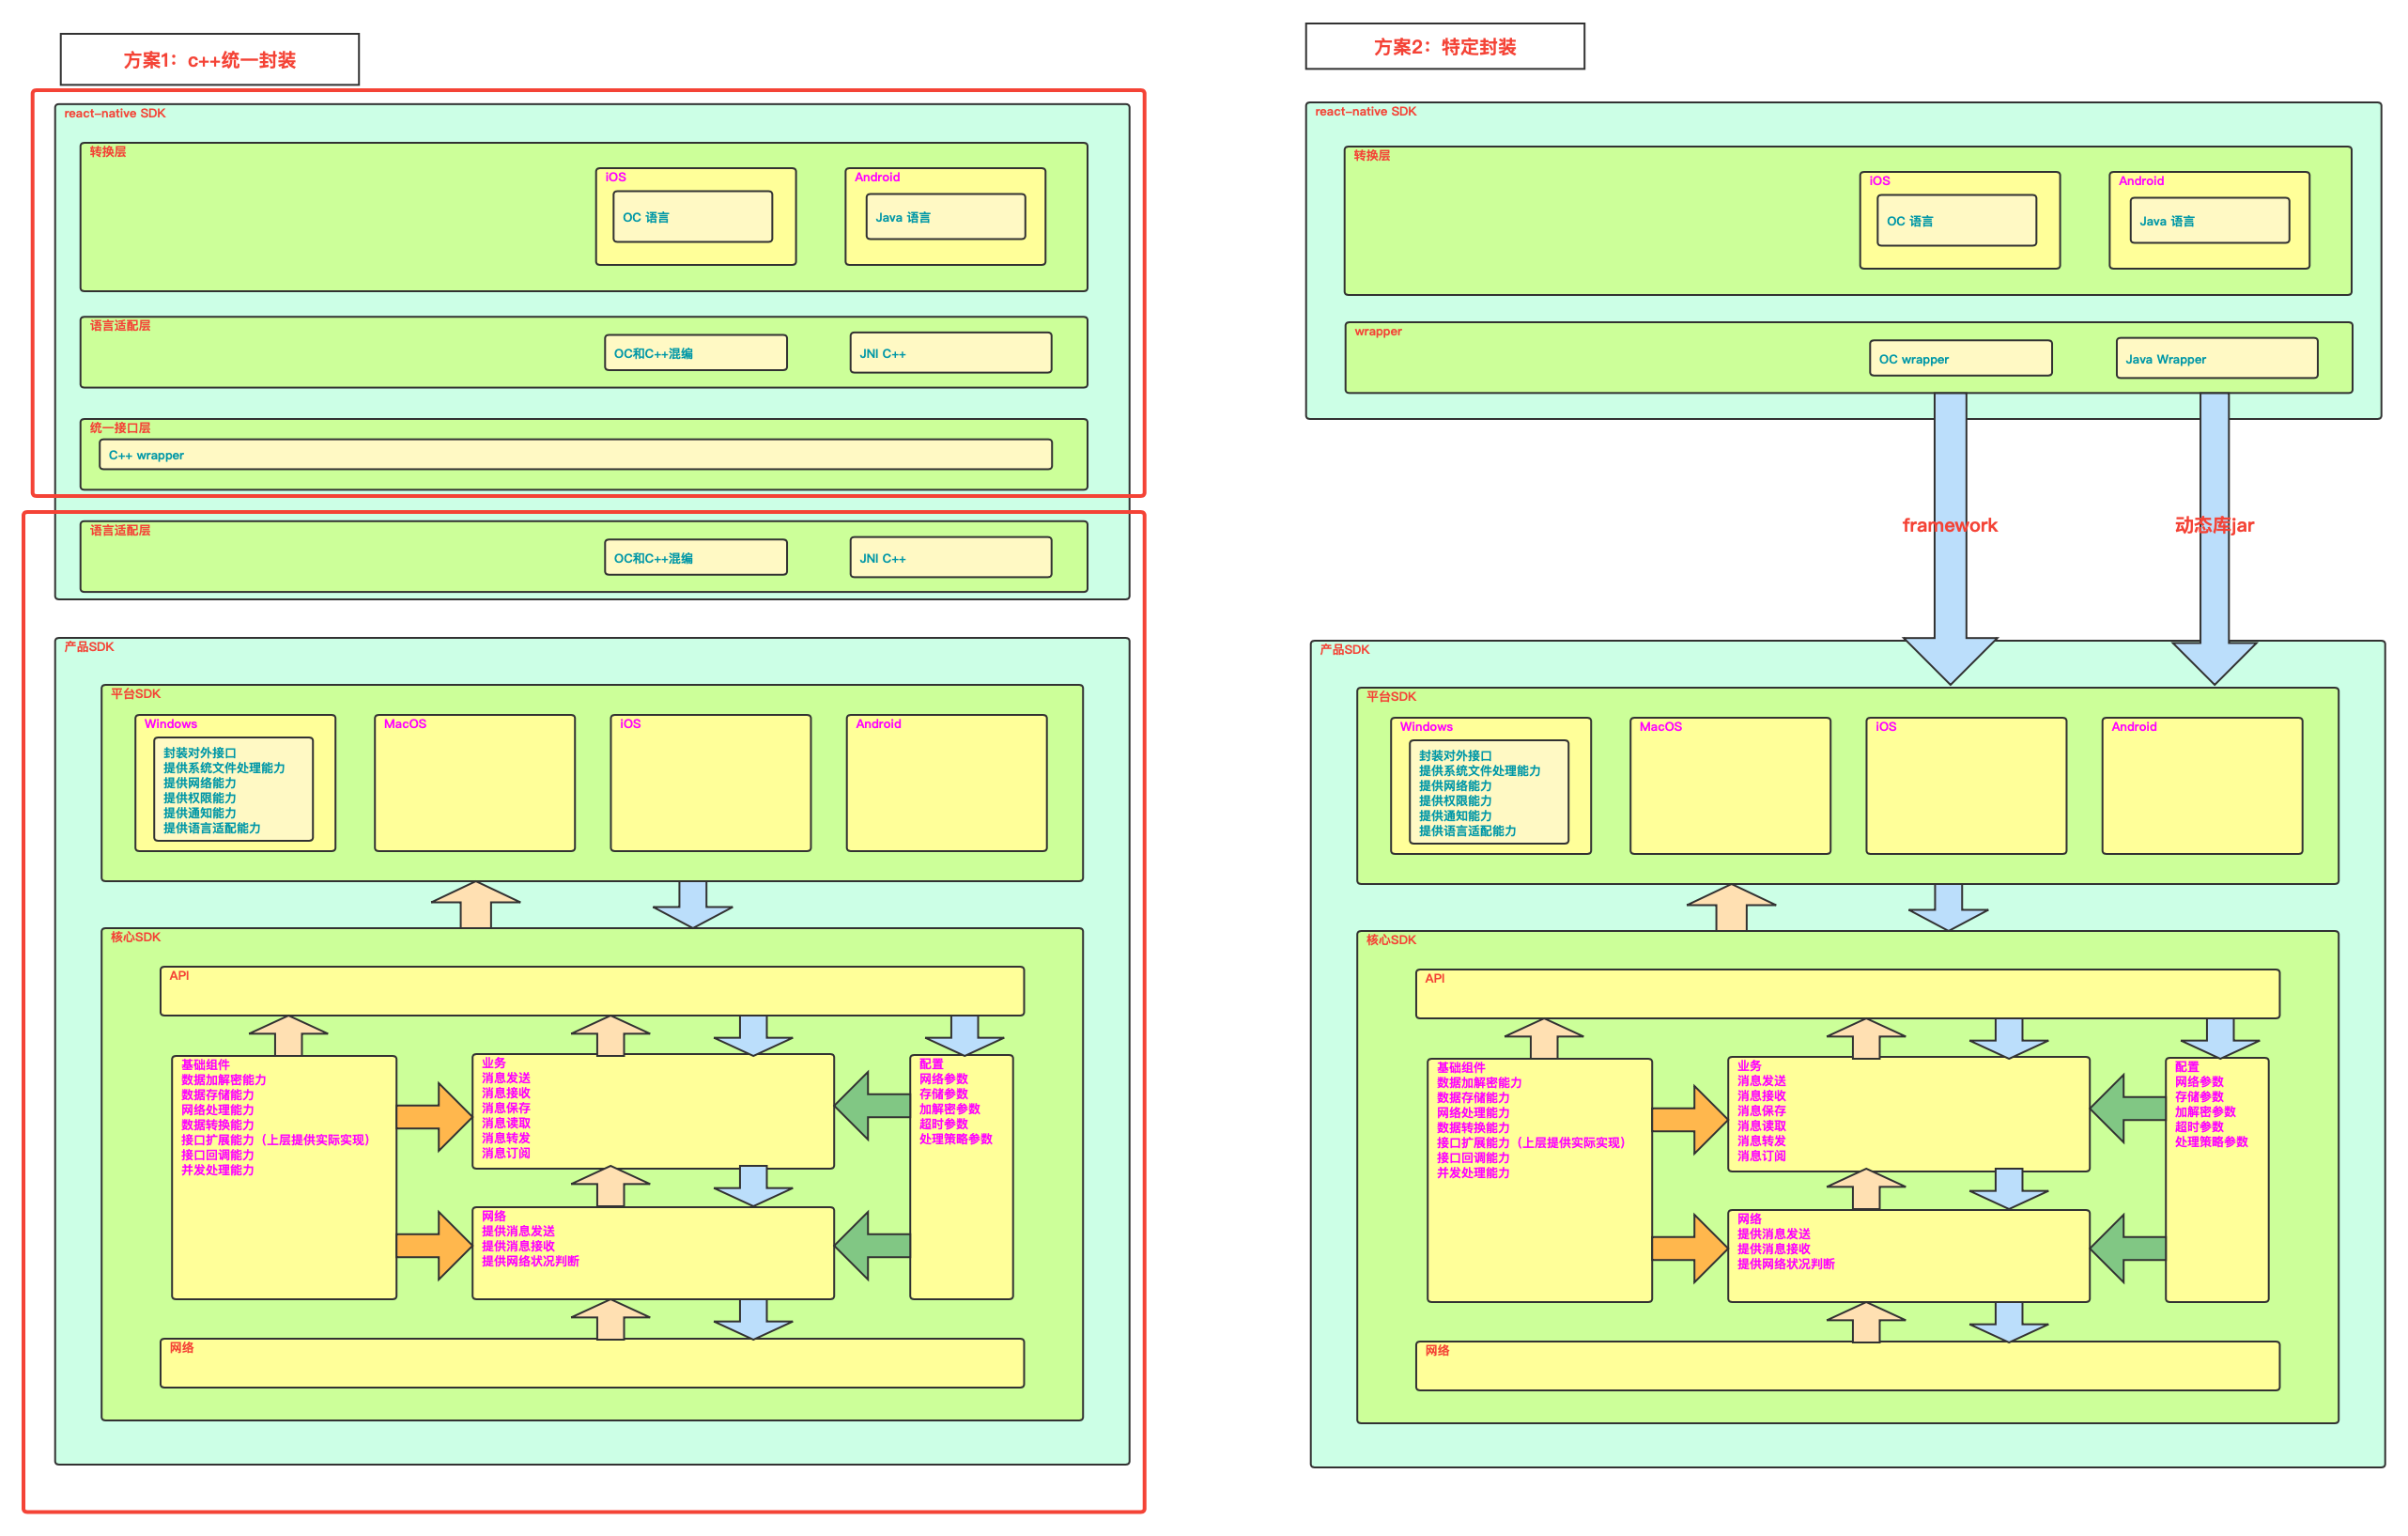 方案1：c++统一封装
react-native SDK
转换层
iOS
OC 语言
Android
Java 语言
语言适配层
OC和C++混编
JNI C++
统一接口层
C++ wrapper
语言适配层
OC和C++混编
JNI C++
产品SDK
平台SDK
Windows
封装对外接口
提供系统文件处理能力
提供网络能力
提供权限能力
提供通知能力
提供语言适配能力
MacOS
iOS
Android
核心SDK
API
基础组件
数据加解密能力
数据存储能力
网络处理能力
数据转换能力
接口扩展能力（上层提供实际实现）
接口回调能力
并发处理能力
业务
消息发送
消息接收
消息保存
消息读取
消息转发
消息订阅
配置
网络参数
存储参数
加解密参数
超时参数
处理策略参数
网络
提供消息发送
提供消息接收
提供网络状况判断
网络
方案2：特定封装
react-native SDK
转换层
iOS
OC 语言
Android
Java 语言
wrapper
OC wrapper
Java Wrapper
framework
动态库jar
产品SDK
平台SDK
Windows
封装对外接口
提供系统文件处理能力
提供网络能力
提供权限能力
提供通知能力
提供语言适配能力
MacOS
iOS
Android
核心SDK
API
基础组件
数据加解密能力
数据存储能力
网络处理能力
数据转换能力
接口扩展能力（上层提供实际实现）
接口回调能力
并发处理能力
业务
消息发送
消息接收
消息保存
消息读取
消息转发
消息订阅
配置
网络参数
存储参数
加解密参数
超时参数
处理策略参数
网络
提供消息发送
提供消息接收
提供网络状况判断
网络